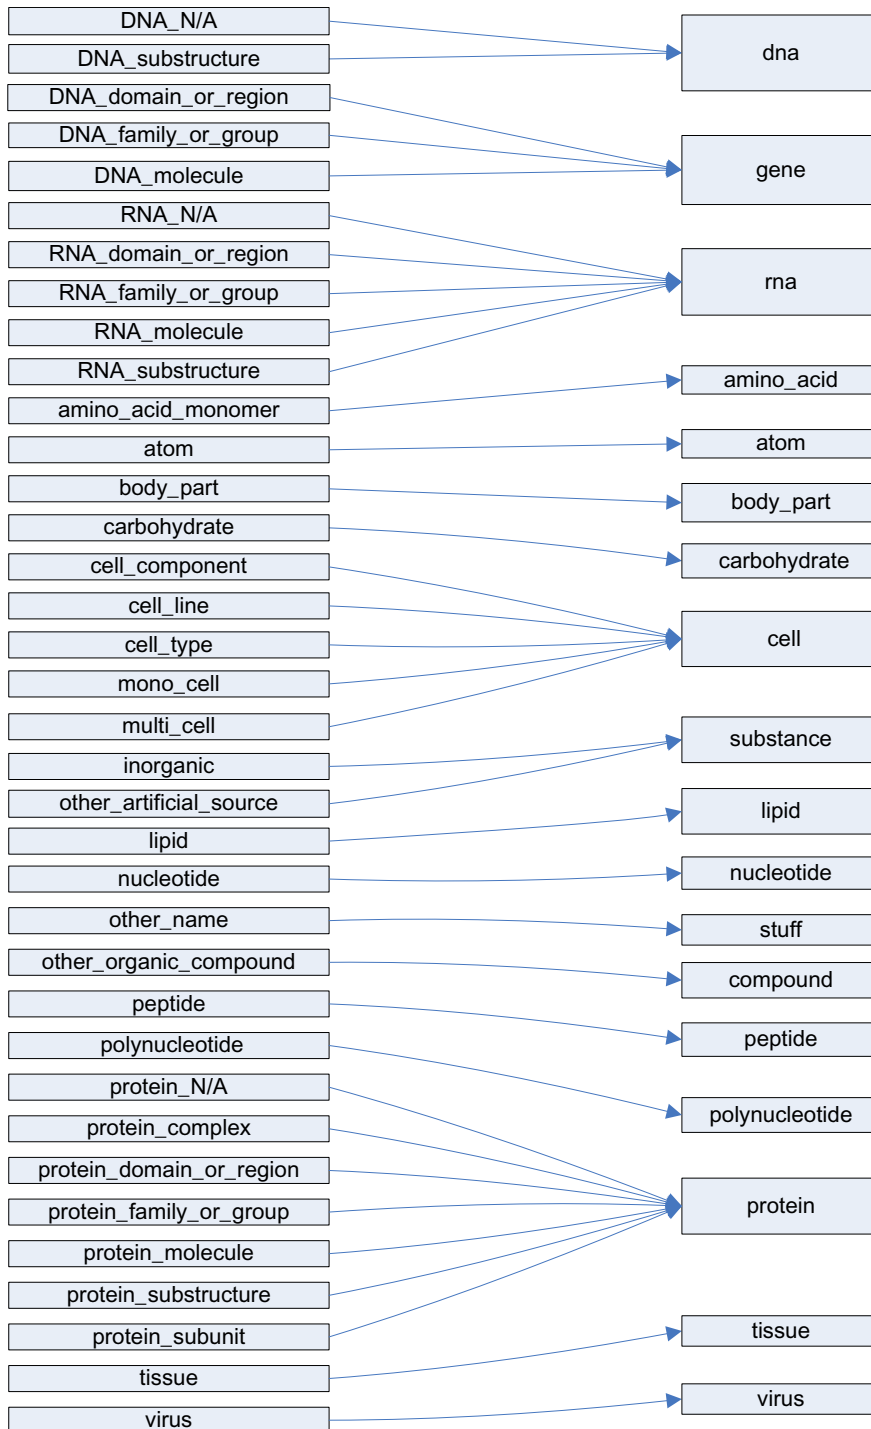 DNA_N/A
DNA_substructure
DNA_domain_or_region
DNA_family_or_group
DNA_molecule
RNA_N/A
RNA_domain_or_region
RNA_family_or_group
RNA_molecule
RNA_substructure
amino_acid_monomer
atom
body_part
carbohydrate
cell_component
cell_line
cell_type
mono_cell
multi_cell
inorganic
other_artificial_source
lipid
nucleotide
other_name
other_organic_compound
peptide
polynucleotide
protein_N/A
protein_complex
protein_domain_or_region
protein_family_or_group
protein_molecule
protein_substructure
protein_subunit
tissue
virus
dna
gene
rna
amino_acid
atom
body_part
carbohydrate
cell
substance
lipid
nucleotide
stuff
compound
peptide
polynucleotide
protein
tissue
virus